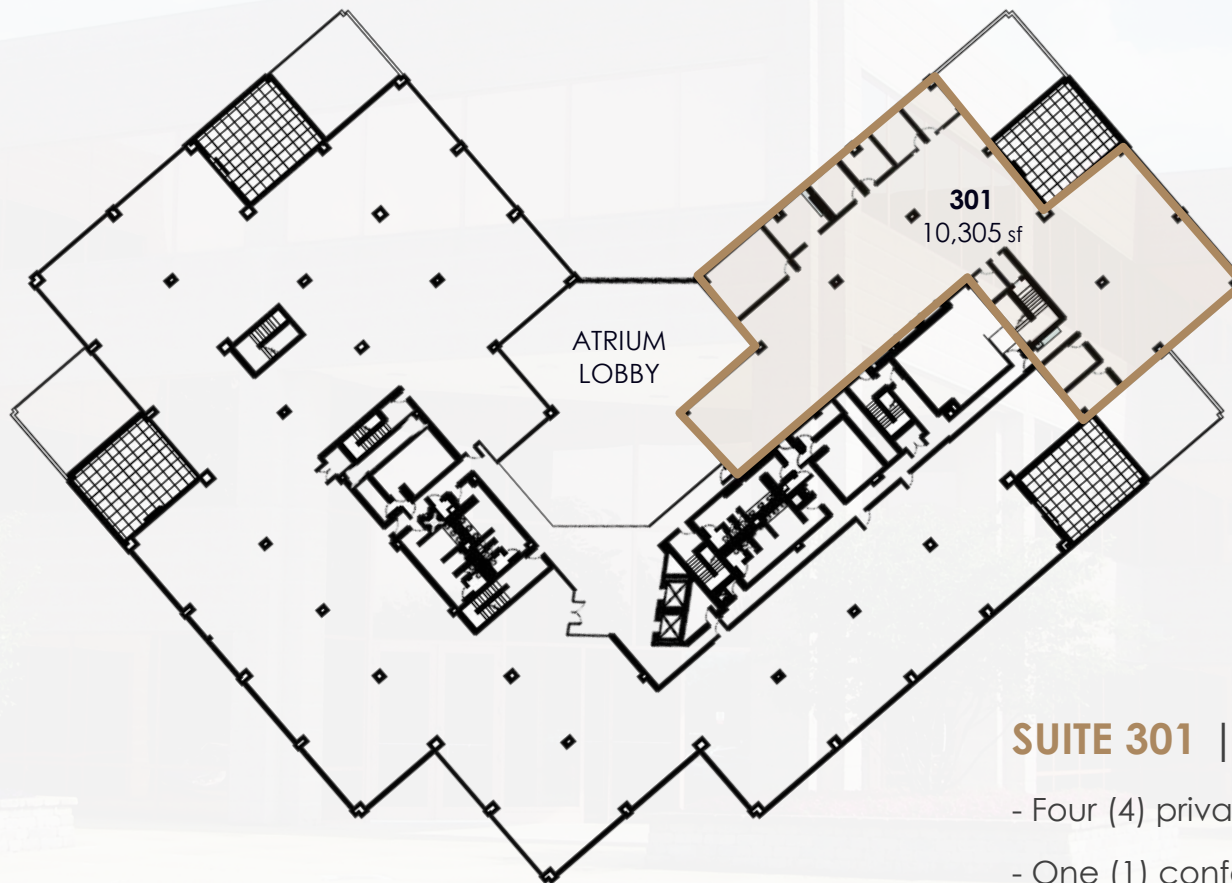 301
10,305 sf
ATRIUM
LOBBY
SUITE 301 |
- Four (4) priva
- One (1) conf